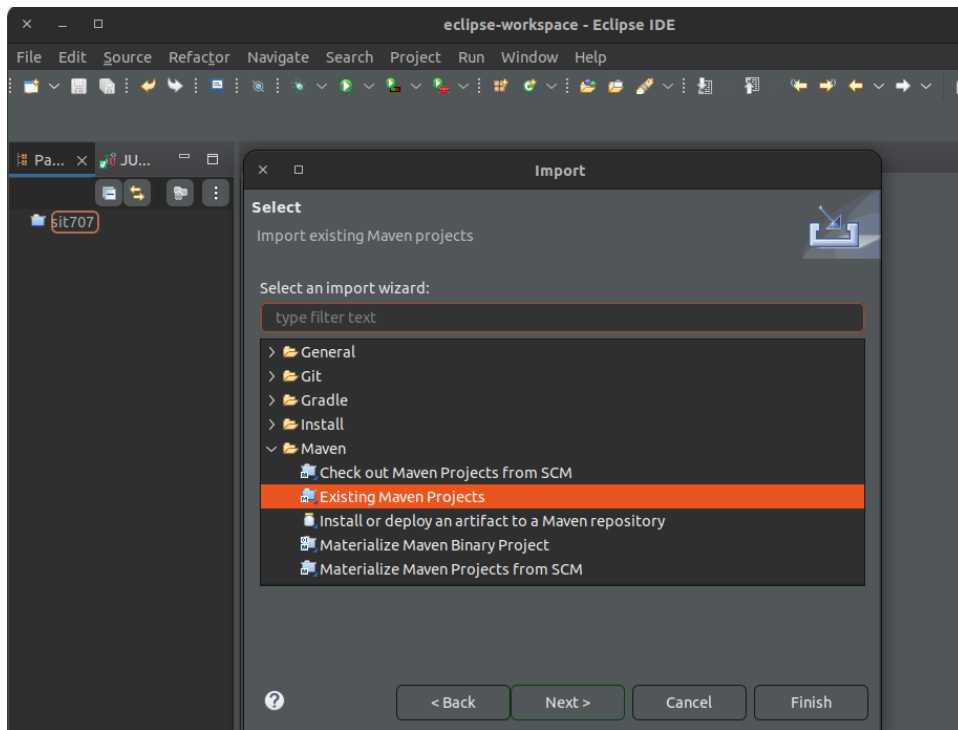 eclipse-workspace - Eclipse IDE
File Edit Source Refactor Navigate Search Project Run Window Help
Pa... JU...
sit707
Import
Select
Import existing Maven projects
Select an import wizard:
type filter text
General
Git
Gradle
Install
Maven
Check out Maven Projects from SCM
Existing Maven Projects
Install or deploy an artifact to a Maven repository
Materialize Maven Binary Project
Materialize Maven Projects from SCM
< Back Next > Cancel Finish